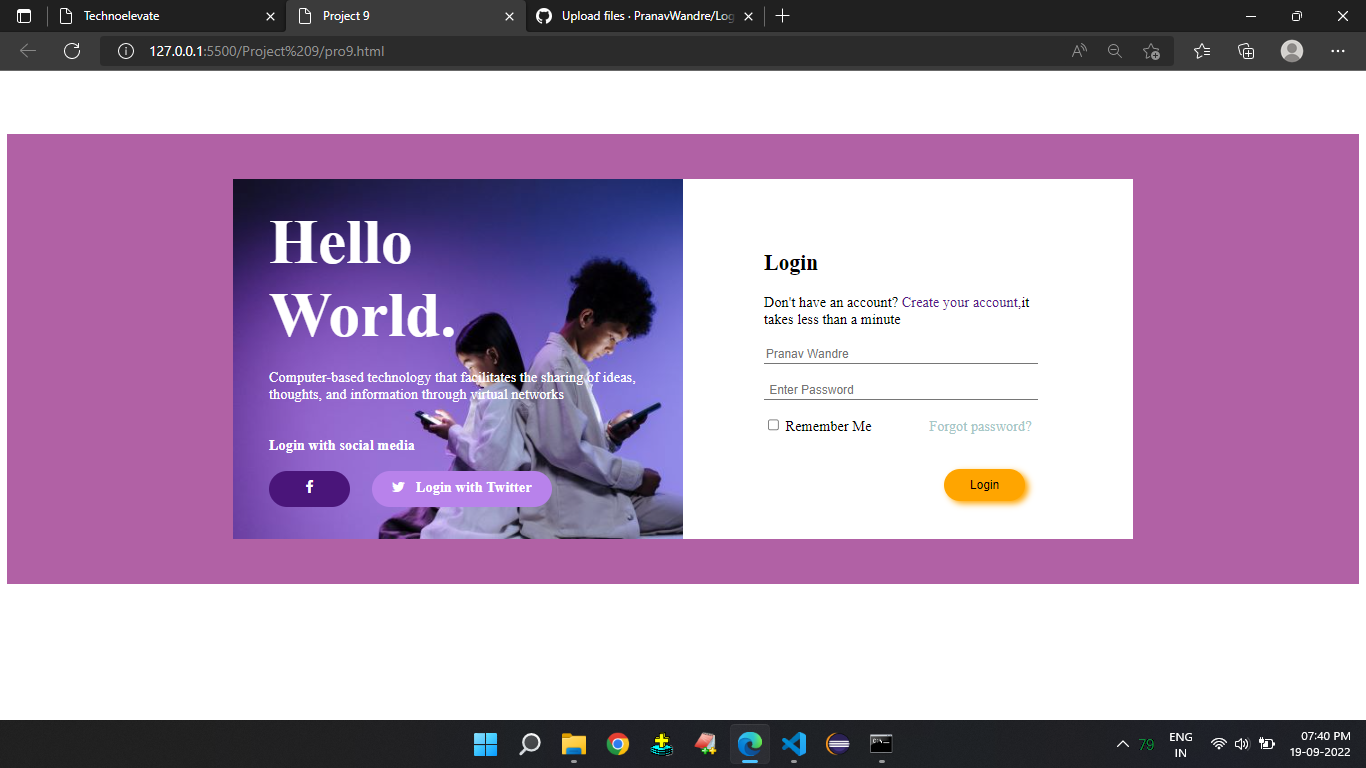 Technoelevate
Project 9
Upload files · PranavWandre/Log
127.0.0.1:5500/Project%209/pro9.html
Hello
World.
Computer-based technology that facilitates the sharing of ideas,
thoughts, and information through virtual networks
Login with social media
Login with Twitter
Login
Don't have an account? Create your account,it
takes less than a minute
Pranav Wandre
Enter Password
Remember Me
Forgot password?
Login
79
ENG
IN
07:40 PM
19-09-2022